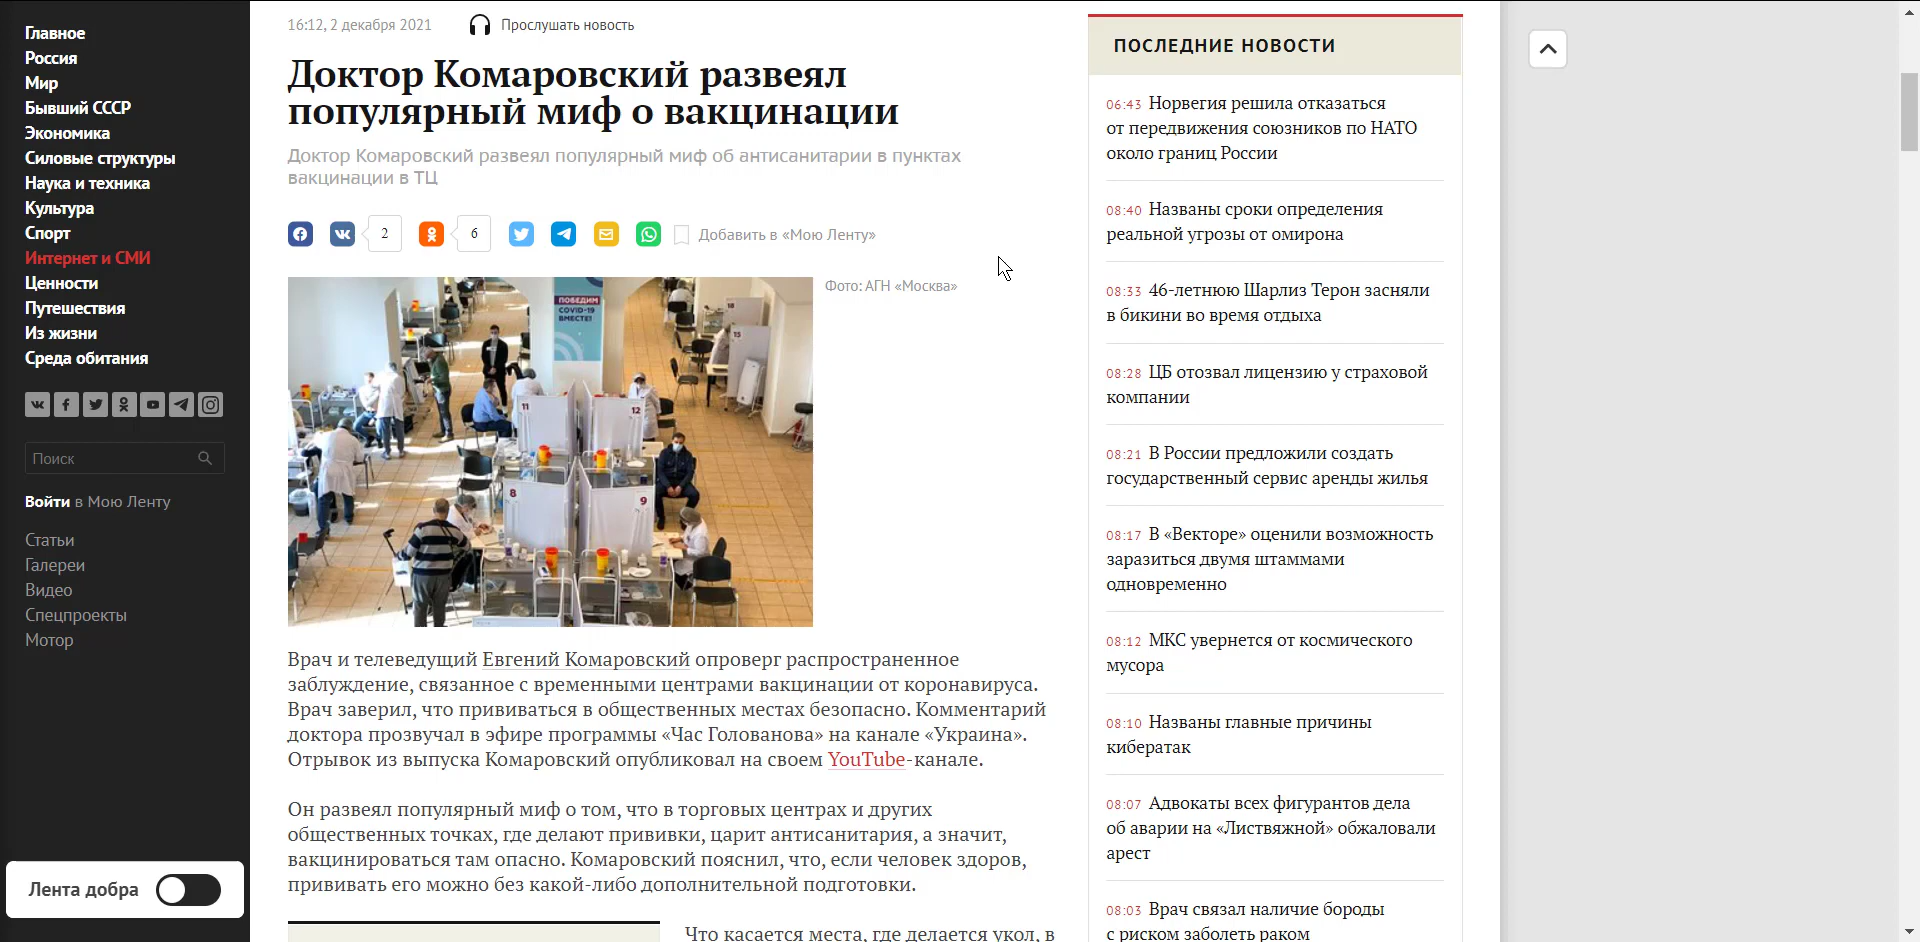 Главное
Россия
Мир
Бывший СССР
Экономика
Силовые структуры
Наука и техника
Культура
Спорт
Интернет и СМИ
Ценности
Путешествия
Из жизни
Среда обитания
Поиск
Войти в Мою Ленту
Статьи
Галереи
Видео
Спецпроекты
Мотор
Лента добра
16:12, 2 декабря 2021
Прослушать новость
Доктор Комаровский развеял
популярный миф о вакцинации
Доктор Комаровский развеял популярный миф об антисанитарии в пунктах
вакцинации в ТЦ
2
6
Добавить в «Мою Ленту»
Фото: АГН «Москва»
ПОБЕДИМ
COVID-19
ВМЕСТЕ!
18
15
11
12
8
9
Врач и телеведущий Евгений Комаровский опроверг распространенное
заблуждение, связанное с временными центрами вакцинации от коронавируса.
Врач заверил, что прививаться в общественных местах безопасно. Комментарий
доктора прозвучал в эфире программы «Час Голованова» на канале «Украина».
Отрывок из выпуска Комаровский опубликовал на своем YouTube-канале.
Он развеял популярный миф о том, что в торговых центрах и других
общественных точках, где делают прививки, царит антисанитария, а значит,
вакцинироваться там опасно. Комаровский пояснил, что, если человек здоров,
прививать его можно без какой-либо дополнительной подготовки.
Что касается места, где делается укол, в
ПОСЛЕДНИЕ НОВОСТИ
06:43 Норвегия решила отказаться
от передвижения союзников по НАТО
около границ России
08:40 Названы сроки определения
реальной угрозы от омирона
08:33 46-летнюю Шарлиз Терон засняли
в бикини во время отдыха
08:28 ЦБ отозвал лицензию у страховой
компании
08:21 В России предложили создать
государственный сервис аренды жилья
08:17 В «Векторе» оценили возможность
заразиться двумя штаммами
одновременно
08:12 МКС увернется от космического
мусора
08:10 Названы главные причины
кибератак
08:07 Адвокаты всех фигурантов дела
об аварии на «Листвяжной» обжаловали
арест
08:03 Врач связал наличие бороды
с риском заболеть раком